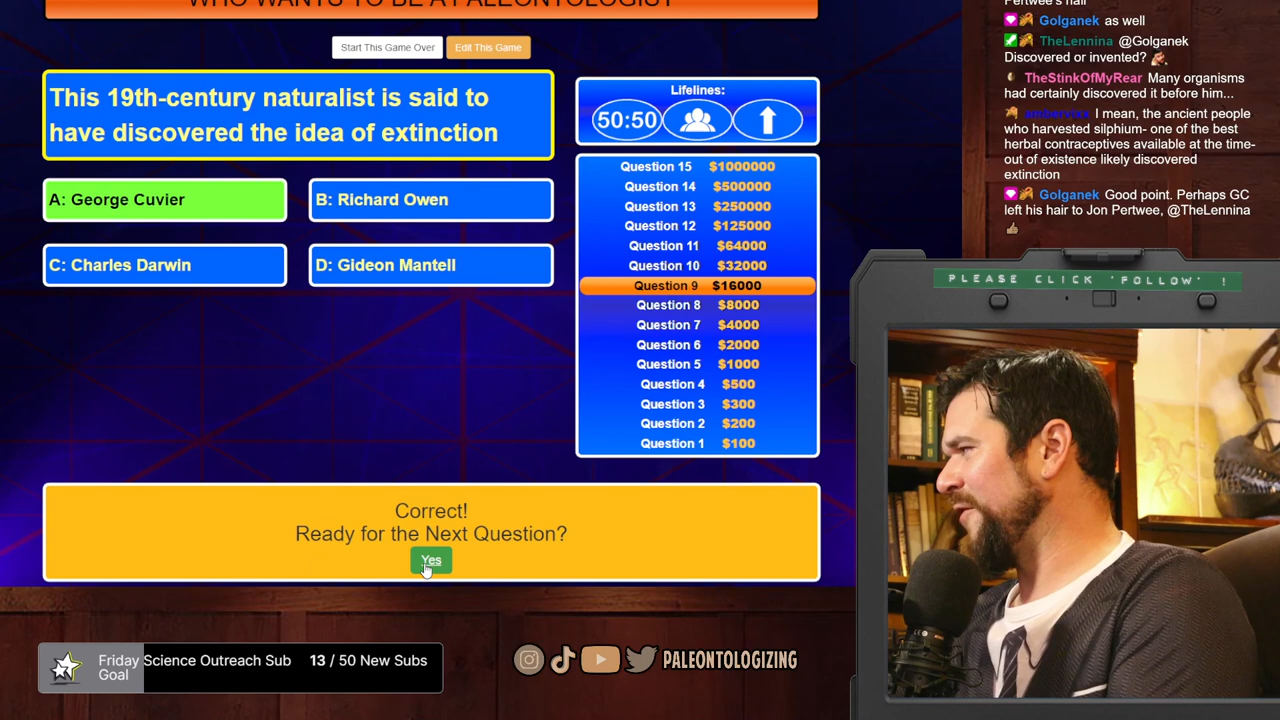 WHO WANTS TO BE A PALEONTOLOGIST
Start This Game Over
Edit This Game
This 19th-century naturalist is said to
have discovered the idea of extinction
A: George Cuvier
B: Richard Owen
C: Charles Darwin
D: Gideon Mantell
Lifelines:
50:50
Question 15 $1000000
Question 14 $500000
Question 13 $250000
Question 12 $125000
Question 11 $64000
Question 10 $32000
Question 9 $16000
Question 8 $8000
Question 7 $4000
Question 6 $2000
Question 5 $1000
Question 4 $500
Question 3 $300
Question 2 $200
Question 1 $100
Correct!
Ready for the Next Question?
Yes
Friday Science Outreach Sub
Goal
13 / 50 New Subs
PALEONTOLOGIZING
Pertwee's hair
Golganek as well
TheLennina @Golganek
Discovered or invented?
TheStinkOfMyRear Many organisms
had certainly discovered it before him...
I mean, the ancient people
who harvested silphium- one of the best
herbal contraceptives available at the time-
out of existence likely discovered
extinction
Golganek Good point. Perhaps GC
left his hair to Jon Pertwee, @TheLennina
PLEASE CLICK 'FOLLOW' !